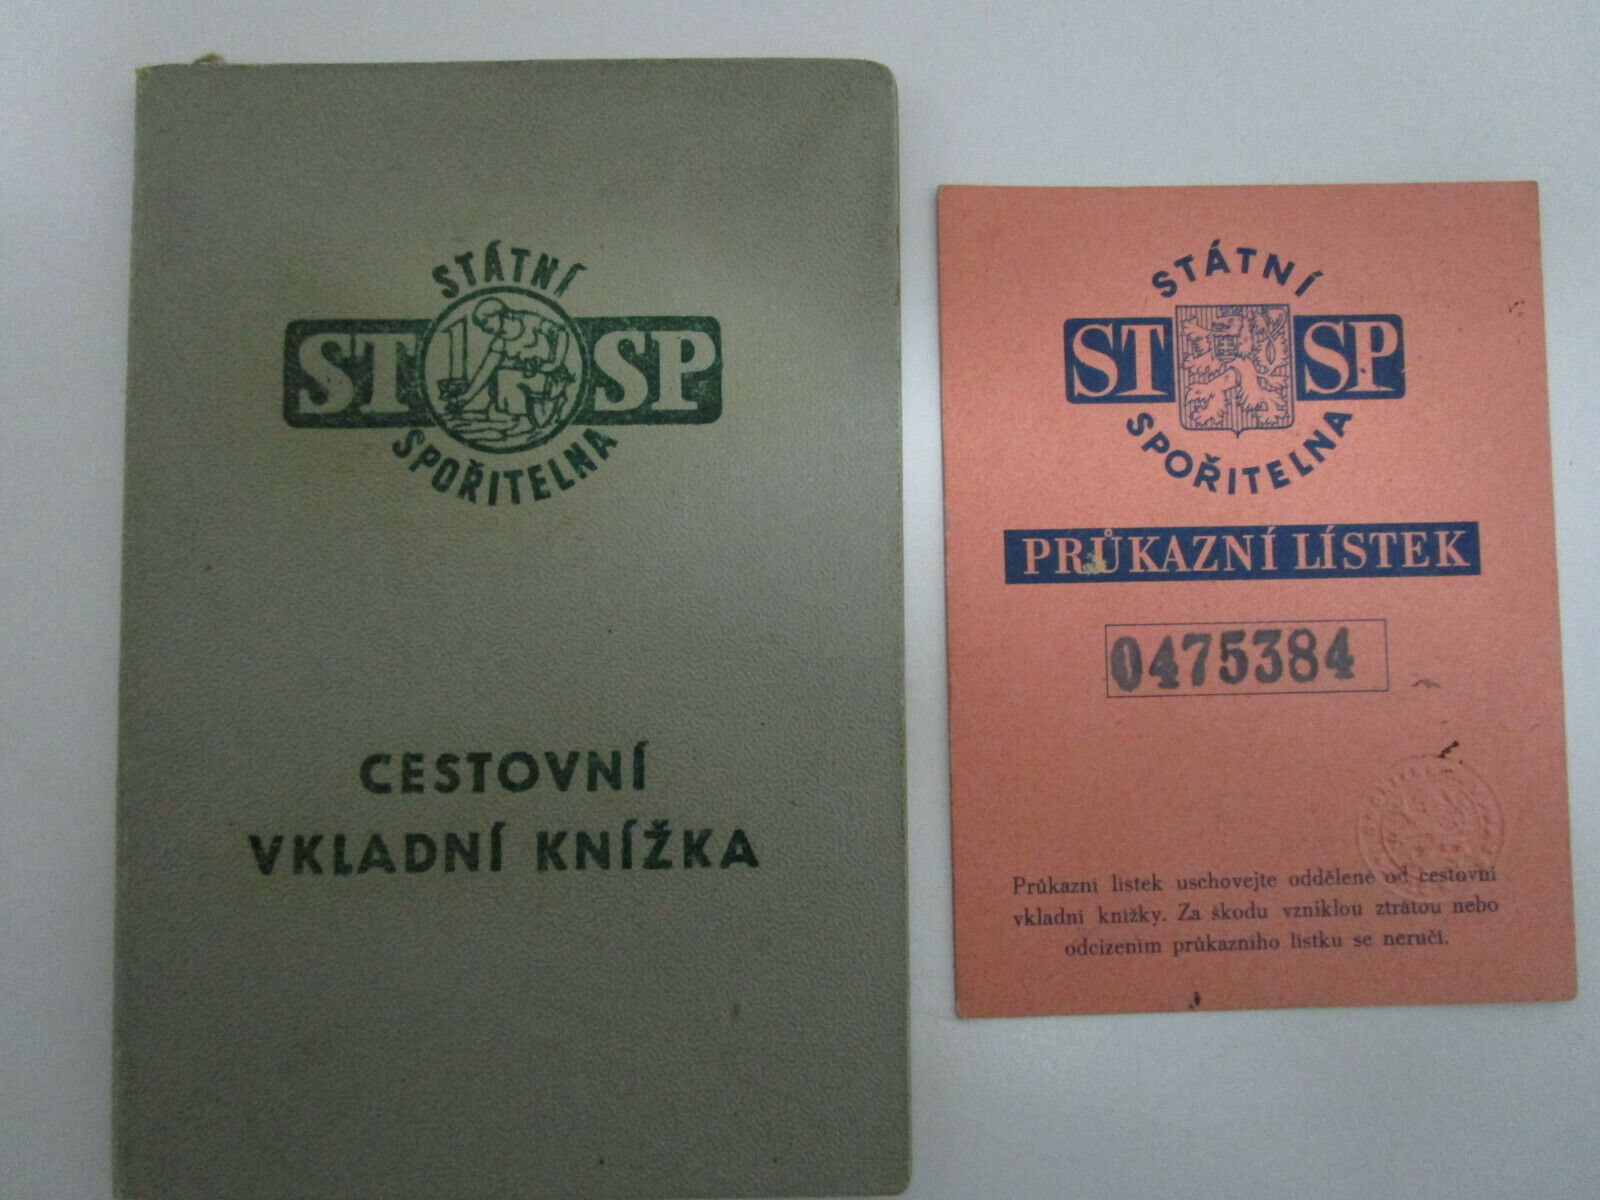 STÁTNÍ
ST SP
SPOŘITELNA
CESTOVNÍ
VKLADNÍ KNÍŽKA
STÁTNÍ
ST SP
SPOŘITELNA
PRŮKAZNÍ LÍSTEK
0475384
Průkazní lístek uschovejte odděleně od cestovní
vkladní knížky. Za škodu vzniklou ztrátou nebo
odcizením průkazního lístku se neručí.